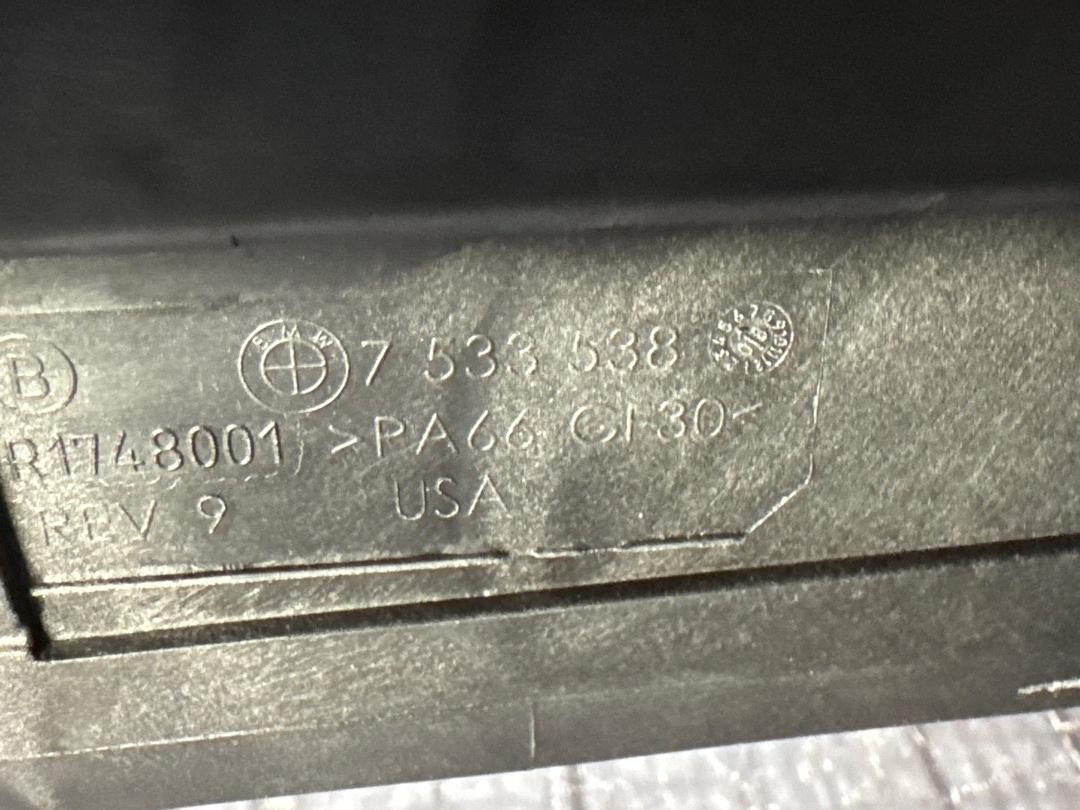 B
BMW 7 533 538
R1748001 >PA66 GF30<
REV 9 USA